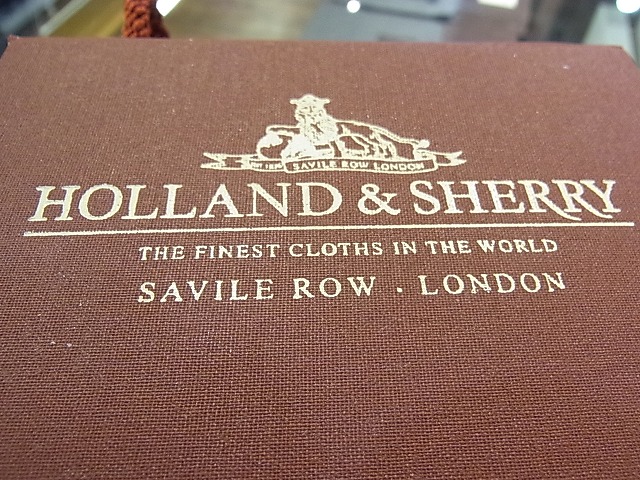 SAVILE ROW LONDON
HOLLAND & SHERRY
THE FINEST CLOTHS IN THE WORLD
SAVILE ROW · LONDON